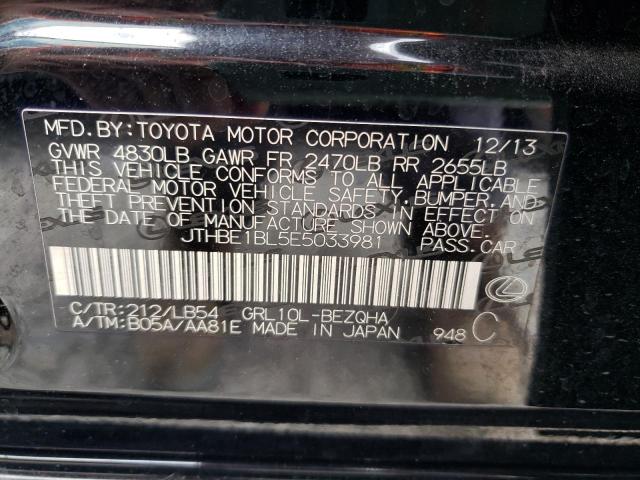 MFD. BY: TOYOTA MOTOR CORPORATION 12/13
GVWR 4830LB GAWR FR 2470LB RR 2655LB
THIS VEHICLE CONFORMS TO ALL APPLICABLE
FEDERAL MOTOR VEHICLE SAFETY, BUMPER, AND
THEFT PREVENTION STANDARDS IN EFFECT ON
THE DATE OF MANUFACTURE SHOWN ABOVE.
JTHBE1BL5E5033981 PASS. CAR
C/TR: 212/LB54 GRL10L-BEZQHA
A/TM: B05A/AA81E MADE IN JAPAN 948 C